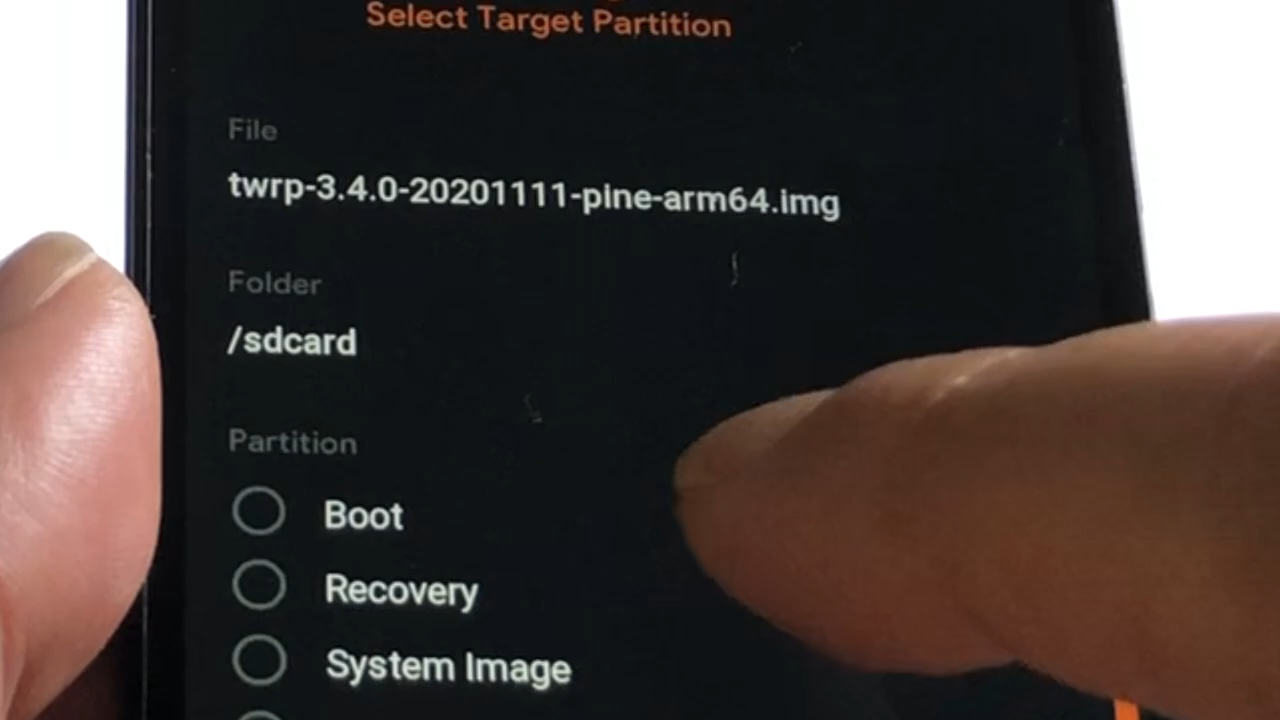 Select Target Partition
File
twrp-3.4.0-20201111-pine-arm64.img
Folder
/sdcard
Partition
Boot
Recovery
System Image